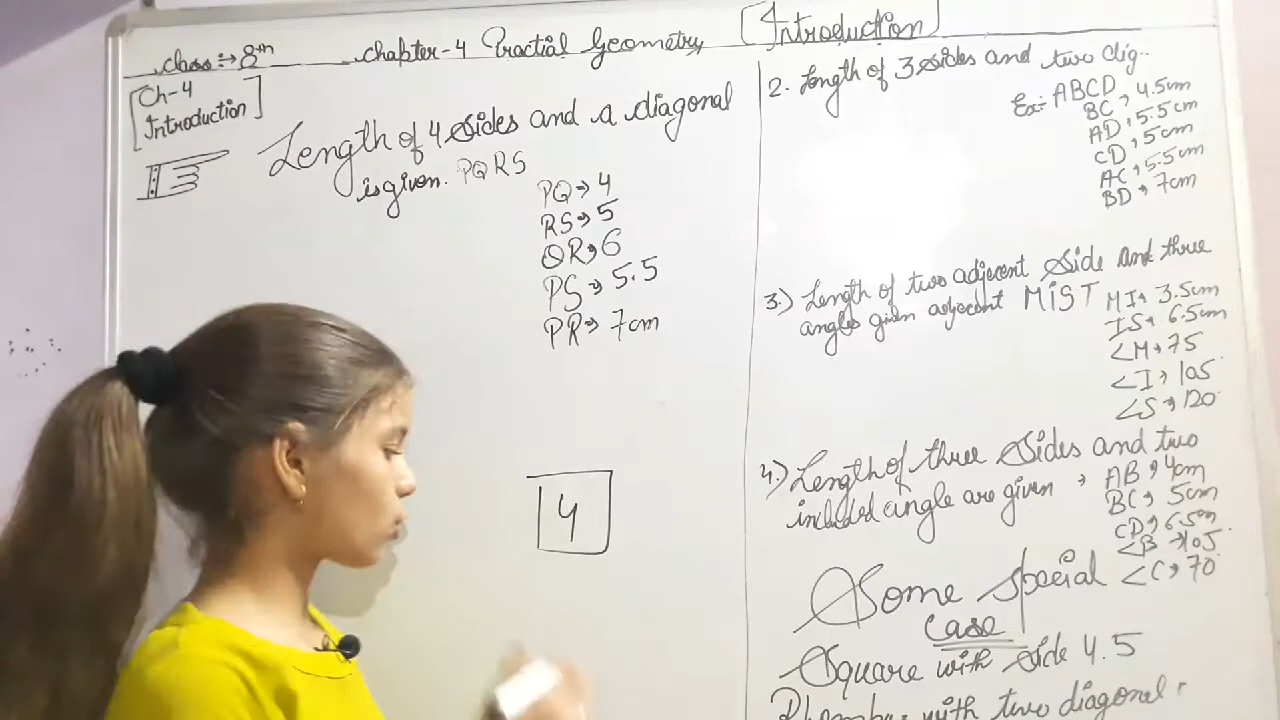 class :→ 8th chapter-4 Practial Geometry [Introduction]
[Ch-4
Introduction]
Length of 4 Sides and a diagonal
is given. PQRS
PQ → 4
RS → 5
QR → 6
PS → 5.5
PR → 7cm
4
2. Length of 3 sides and two dig..
Ex:- ABCD
BC → 4.5cm
AD → 5.5cm
CD → 5cm
AC → 5.5cm
BD → 7cm
3.) Length of two adjecent Side and three
angles given adjecent MIST
MI → 3.5cm
IS → 6.5cm
∠M → 75
∠I → 105
∠S → 120
4.) Length of three Sides and two
angle are given →
AB → 4cm
BC → 5cm
CD → 6.5cm
∠B → 105
∠C → 70
Some special
Case
Square with side 4.5
with two diagonal